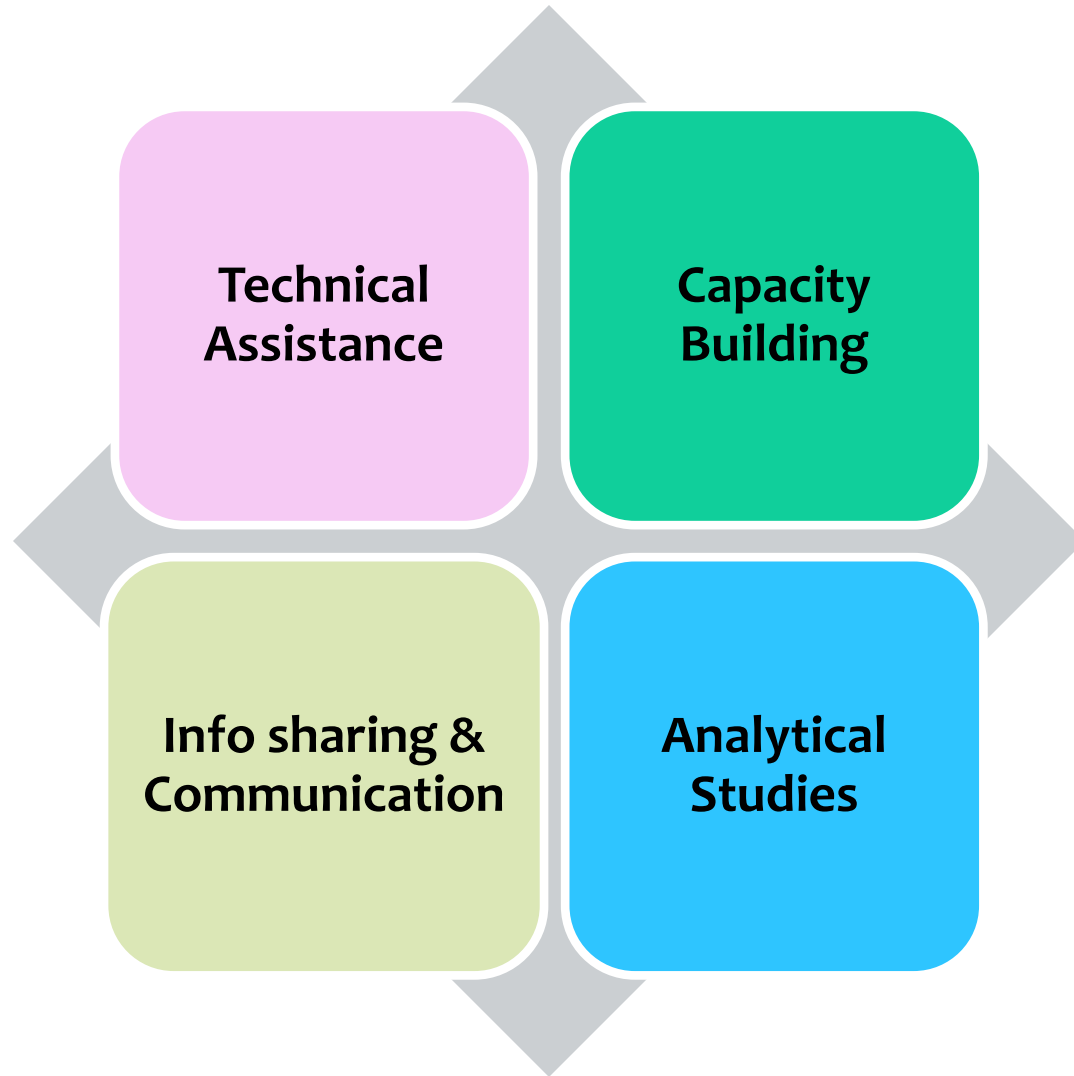 Technical
Assistance
Capacity
Building
Info sharing &
Communication
Analytical
Studies